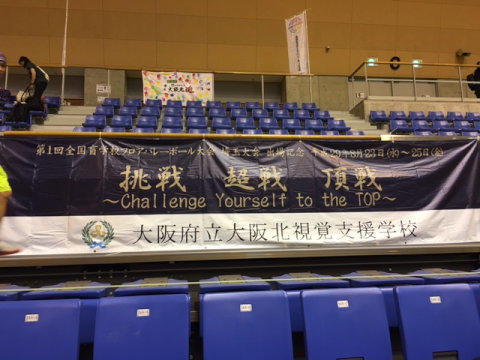 第1回全国盲学校フロアバレーボール大会 埼玉大会 出場記念 平成29年8月23日(水)～25日(金)
挑戦 超戦 頂戦
～Challenge Yourself to the TOP～
大阪府立大阪北視覚支援学校